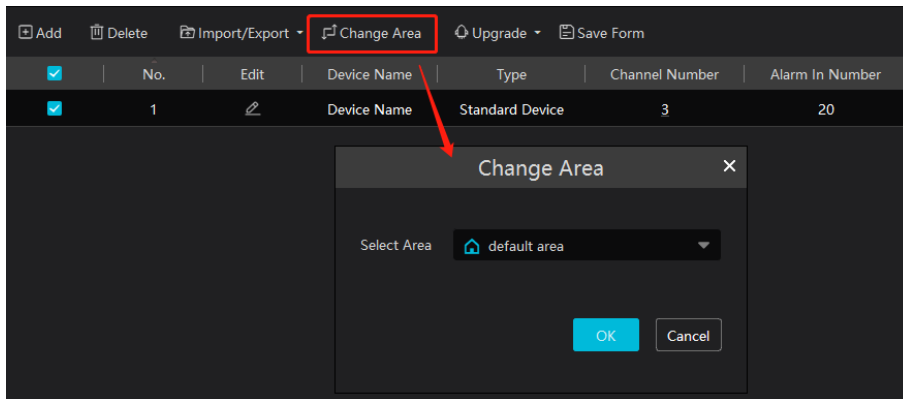 Add Delete Import/Export Change Area Upgrade Save Form
No. Edit Device Name Type Channel Number Alarm In Number
1 Device Name Standard Device 3 20
Change Area
Select Area default area
OK Cancel